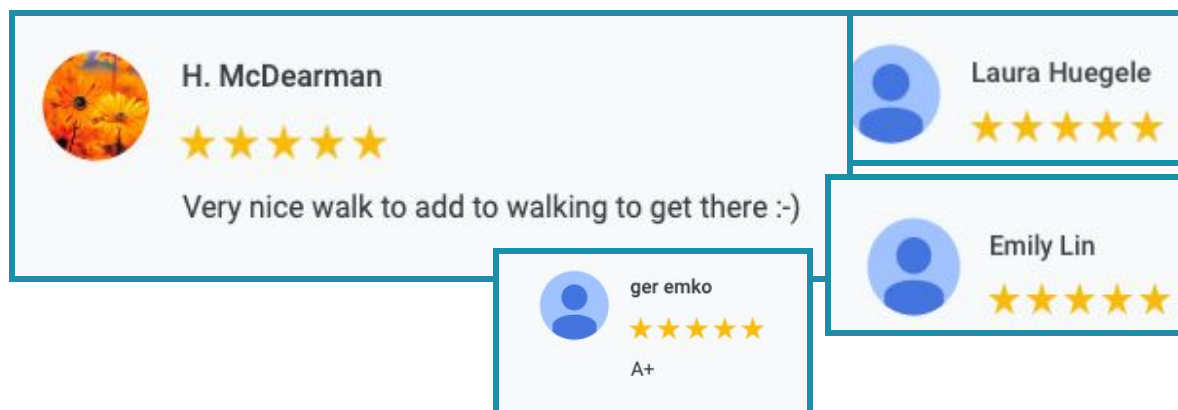 H. McDearman
Very nice walk to add to walking to get there :-)
Laura Huegele
Emily Lin
ger emko
A+